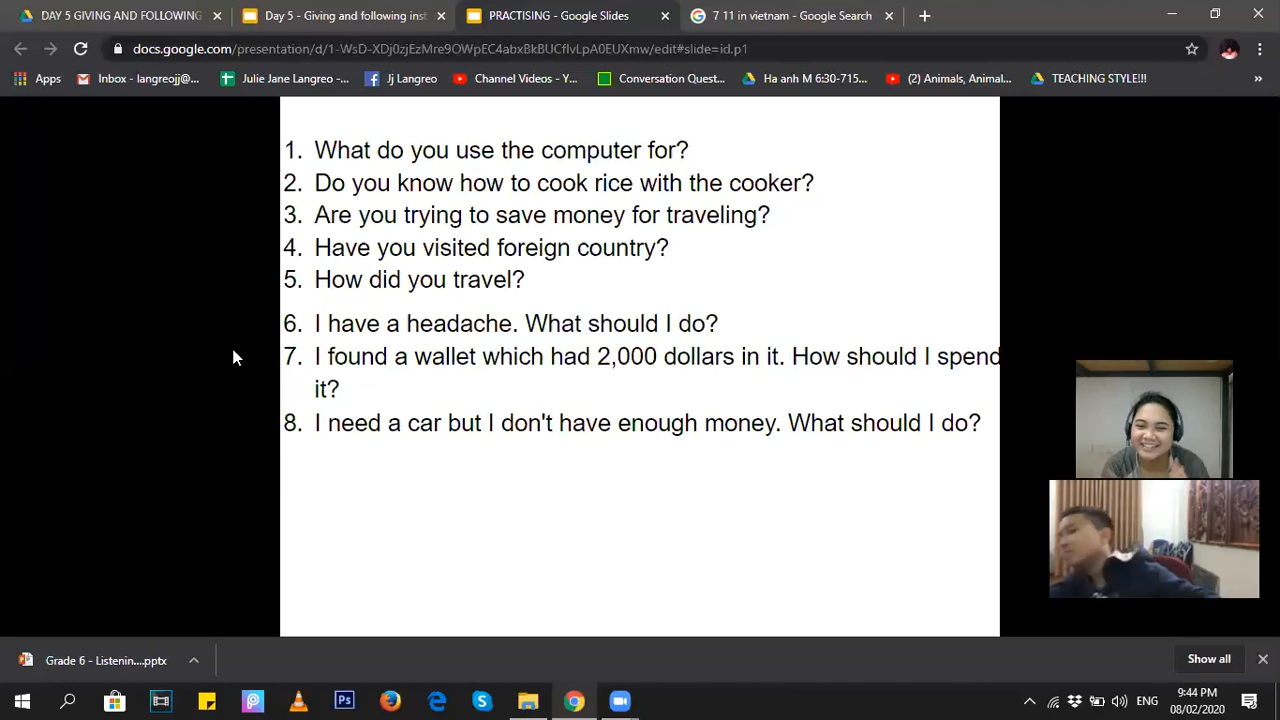 DAY 5 GIVING AND FOLLOWING
Day 5 - Giving and following inst
PRACTISING - Google Slides
7 11 in vietnam - Google Search
docs.google.com/presentation/d/1-WsD-XDj0zjEzMre9OWpEC4abxBkBUCflvLpA0EUXmw/edit#slide=id.p1
Apps
Inbox - langreojj@...
Julie Jane Langreo -...
Jj Langreo
Channel Videos - Y...
Conversation Quest...
Ha anh M 6:30-715...
(2) Animals, Animal...
TEACHING STYLE!!!
1. What do you use the computer for?
2. Do you know how to cook rice with the cooker?
3. Are you trying to save money for traveling?
4. Have you visited foreign country?
5. How did you travel?
6. I have a headache. What should I do?
7. I found a wallet which had 2,000 dollars in it. How should I spend
it?
8. I need a car but I don't have enough money. What should I do?
Grade 6 - Listenin....pptx
Show all
Ps
ENG
9:44 PM
08/02/2020